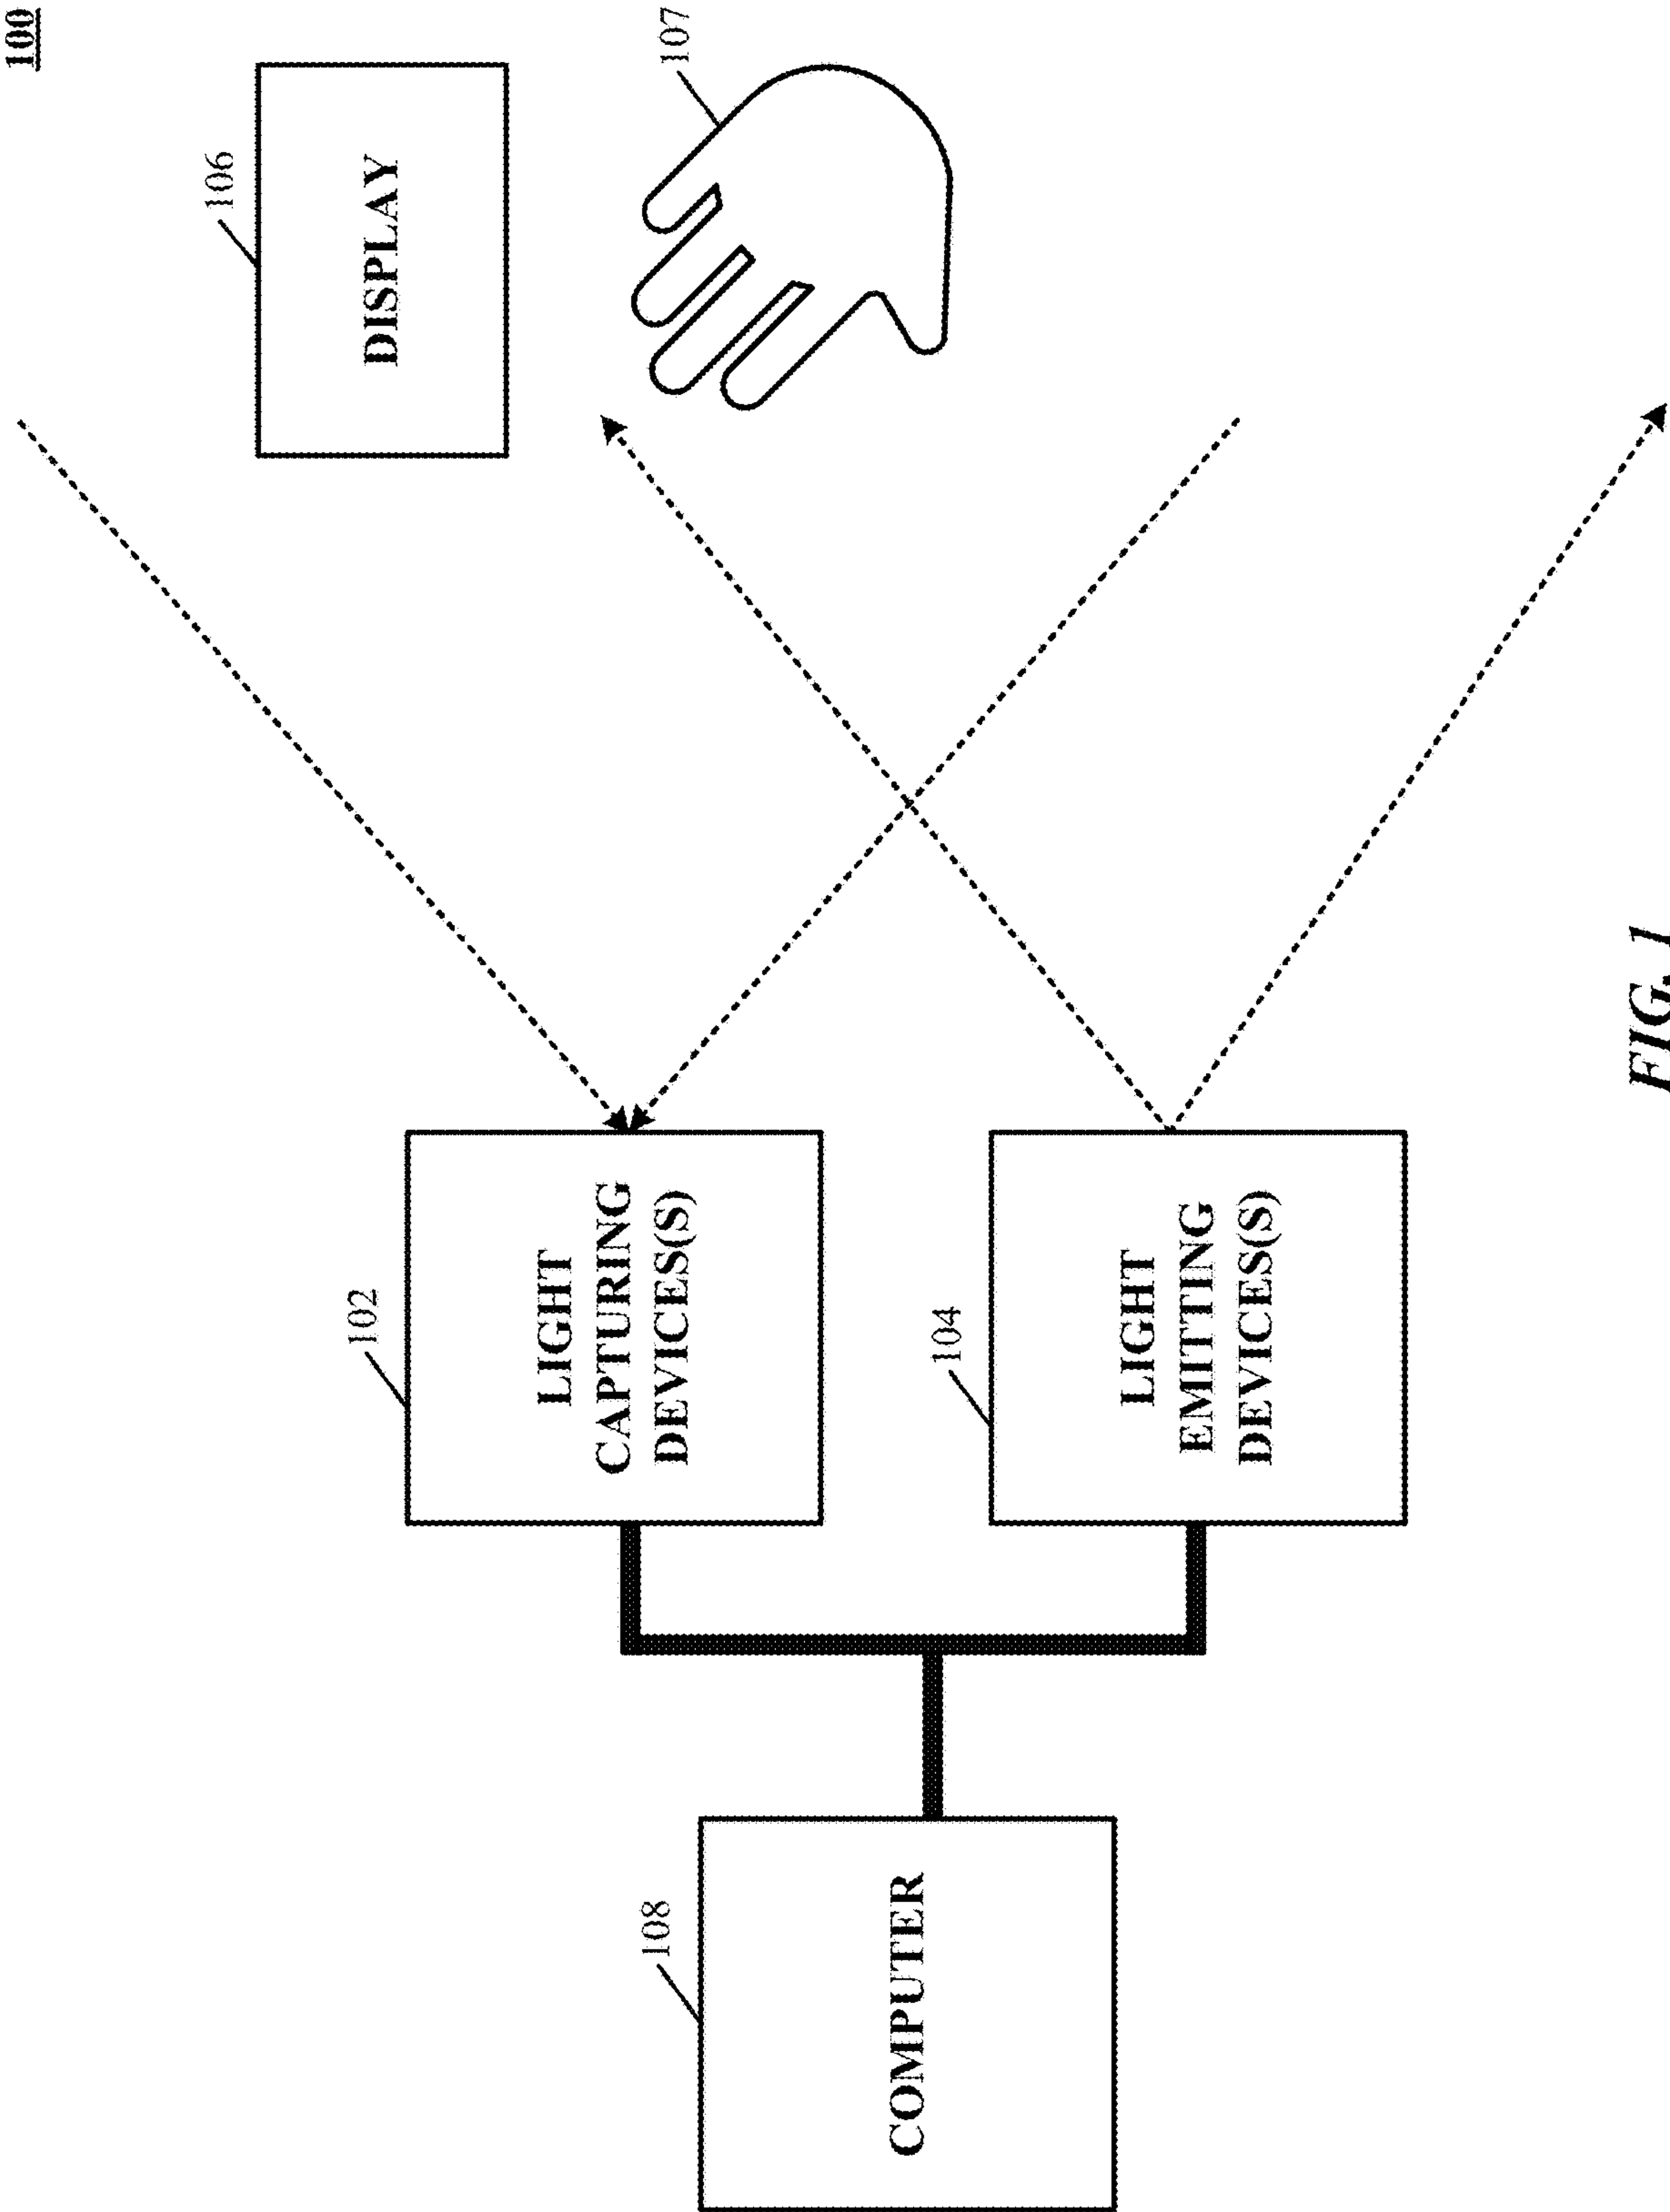 100
106
DISPLAY
107
102
LIGHT
CAPTURING
DEVICES(S)
104
LIGHT
EMITTING
DEVICES(S)
108
COMPUTER
FIG. 1